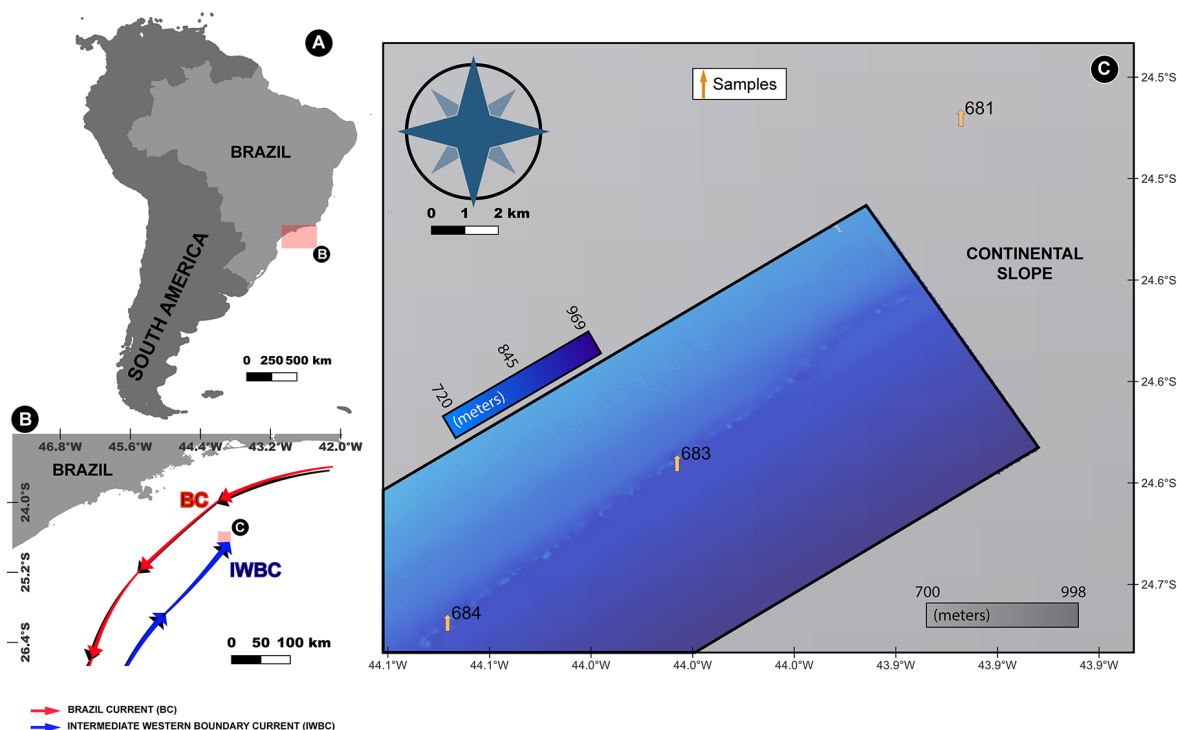 A
BRAZIL
B
SOUTH AMERICA
0 250 500 km
B
46.8°W 45.6°W 44.4°W 43.2°W 42.0°W
BRAZIL
24.0°S
25.2°S
26.4°S
BC
C
IWBC
0 50 100 km
BRAZIL CURRENT (BC)
INTERMEDIATE WESTERN BOUNDARY CURRENT (IWBC)
C
Samples
0 1 2 km
681
CONTINENTAL
SLOPE
720 845 969
(meters)
683
684
700 998
(meters)
24.5°S
24.5°S
24.6°S
24.6°S
24.6°S
24.7°S
44.1°W 44.1°W 44.0°W 44.0°W 44.0°W 43.9°W 43.9°W 43.9°W